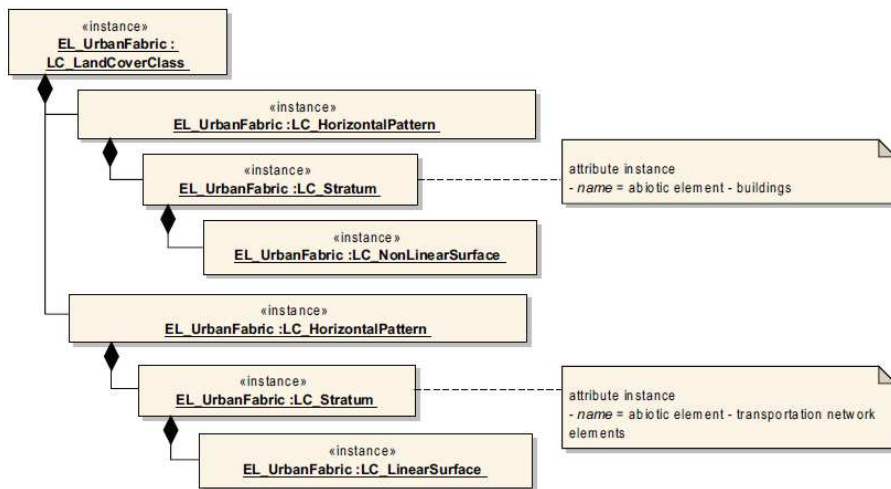 «instance»
EL_UrbanFabric :
LC_LandCoverClass
«instance»
EL_UrbanFabric :LC_HorizontalPattern
«instance»
EL_UrbanFabric :LC_Stratum
attribute instance
- name = abiotic element - buildings
«instance»
EL_UrbanFabric :LC_NonLinearSurface
«instance»
EL_UrbanFabric :LC_HorizontalPattern
«instance»
EL_UrbanFabric :LC_Stratum
attribute instance
- name = abiotic element - transportation network
elements
«instance»
EL_UrbanFabric :LC_LinearSurface